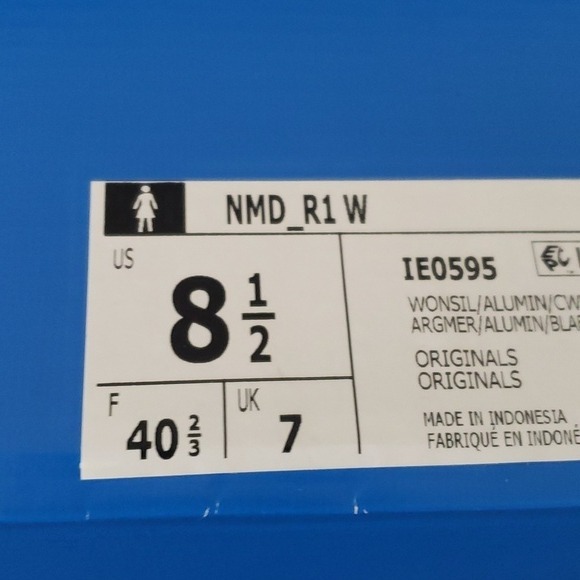 NMD_R1 W
US
8 1/2
F
40 2/3
UK
7
IE0595
WONSIL/ALUMIN/CW
ARGMER/ALUMIN/BLA
ORIGINALS
ORIGINALS
MADE IN INDONESIA
FABRIQUÉ EN INDONÉ